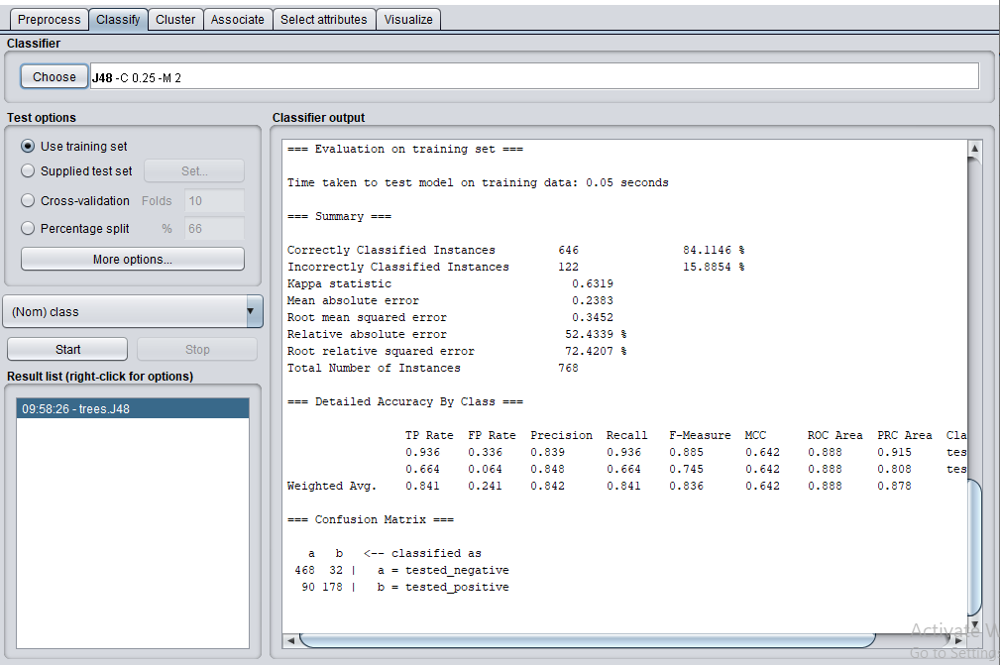 Preprocess Classify Cluster Associate Select attributes Visualize
Classifier
Choose J48 -C 0.25 -M 2
Test options
Use training set
Supplied test set Set...
Cross-validation Folds 10
Percentage split % 66
More options...
(Nom) class
Start Stop
Result list (right-click for options)
09:58:26 - trees.J48
Classifier output
=== Evaluation on training set ===
Time taken to test model on training data: 0.05 seconds
=== Summary ===
Correctly Classified Instances 646 84.1146 %
Incorrectly Classified Instances 122 15.8854 %
Kappa statistic 0.6319
Mean absolute error 0.2383
Root mean squared error 0.3452
Relative absolute error 52.4339 %
Root relative squared error 72.4207 %
Total Number of Instances 768
=== Detailed Accuracy By Class ===
TP Rate FP Rate Precision Recall F-Measure MCC ROC Area PRC Area Cla
0.936 0.336 0.839 0.936 0.885 0.642 0.888 0.915 tes
0.664 0.064 0.848 0.664 0.745 0.642 0.888 0.808 tes
Weighted Avg. 0.841 0.241 0.842 0.841 0.836 0.642 0.888 0.878
=== Confusion Matrix ===
a b <-- classified as
468 32 | a = tested_negative
90 178 | b = tested_positive
Activate W
Go to Settings